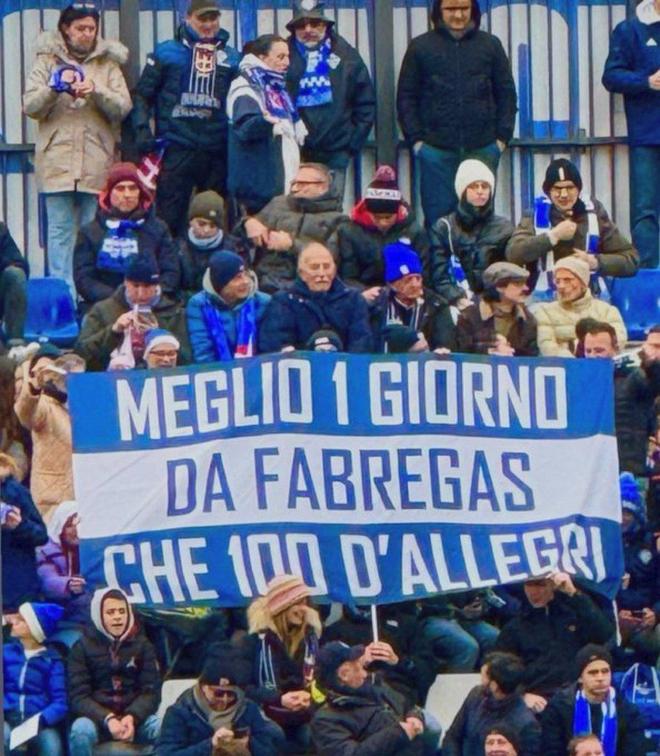 MEGLIO 1 GIORNO
DA FABREGAS
CHE 100 D'ALLEGRI